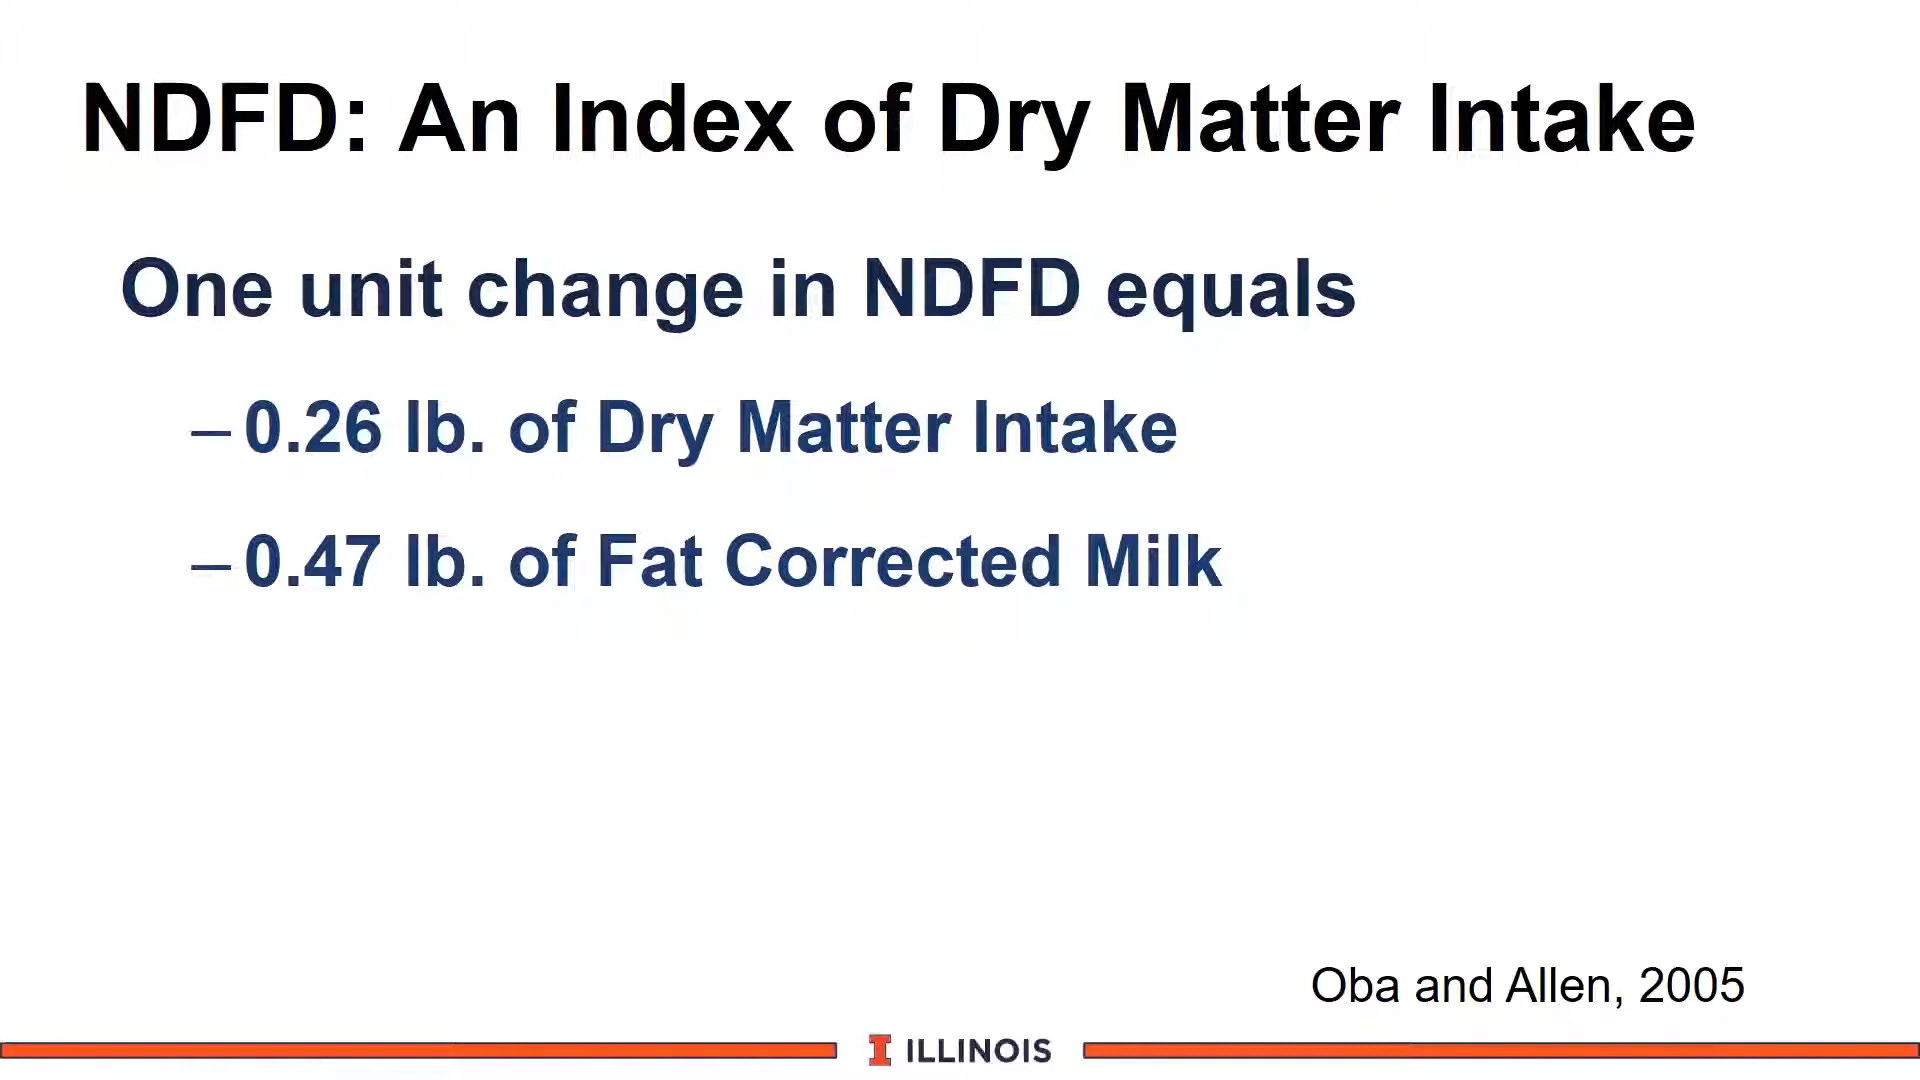 NDFD: An Index of Dry Matter Intake
One unit change in NDFD equals
– 0.26 lb. of Dry Matter Intake
– 0.47 lb. of Fat Corrected Milk
Oba and Allen, 2005
I ILLINOIS